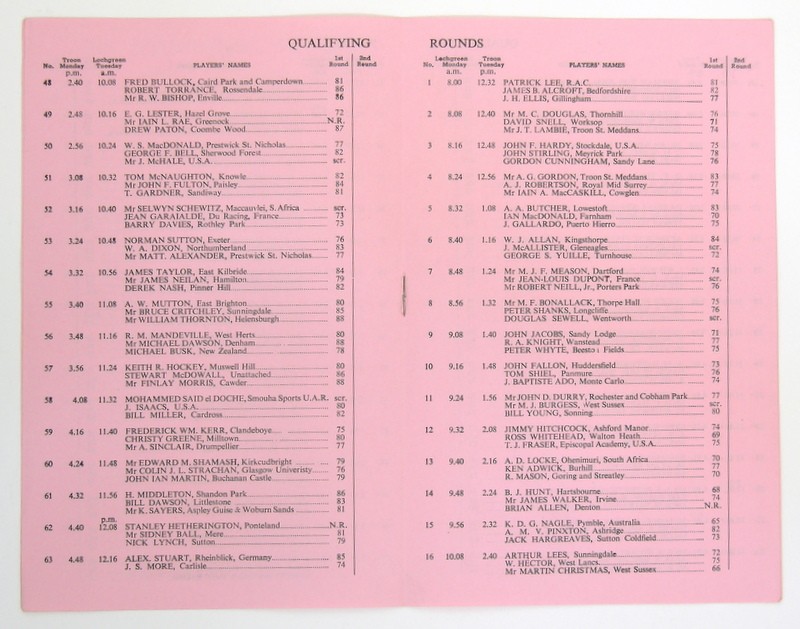 QUALIFYING
No. Troon Monday p.m. Lochgreen Tuesday a.m. PLAYERS' NAMES 1st Round 2nd Round
48 2.40 10.08 FRED BULLOCK, Caird Park and Camperdown 81
ROBERT TORRANCE, Rossendale 86
Mr R. W. BISHOP, Enville 86
49 2.48 10.16 E. G. LESTER, Hazel Grove 72
Mr IAIN L. RAE, Greenock N.R.
DREW PATON, Coombe Wood 87
50 2.56 10.24 W. S. MacDONALD, Prestwick St. Nicholas 77
GEORGE F. BELL, Sherwood Forest 82
Mr J. McHALE, U.S.A. scr.
51 3.08 10.32 TOM McNAUGHTON, Knowle 82
Mr JOHN F. FULTON, Paisley 84
T. GARDNER, Sandiway 81
52 3.16 10.40 Mr SELWYN SCHEWITZ, Maccauvlei, S. Africa scr.
JEAN GARAIALDE, Du Racing, France 73
BARRY DAVIES, Rothley Park 73
53 3.24 10.48 NORMAN SUTTON, Exeter 76
W. A. DIXON, Northumberland 83
Mr MATT. ALEXANDER, Prestwick St. Nicholas 77
54 3.32 10.56 JAMES TAYLOR, East Kilbride 84
Mr JAMES NEILAN, Hamilton 79
DEREK NASH, Pinner Hill 82
55 3.40 11.08 A. W. MUTTON, East Brighton 80
Mr BRUCE CRITCHLEY, Sunningdale 85
Mr WILLIAM THORNTON, Helensburgh 88
56 3.48 11.16 R. M. MANDEVILLE, West Herts 80
Mr MICHAEL DAWSON, Denham 88
MICHAEL BUSK, New Zealand 78
57 3.56 11.24 KEITH R. HOCKEY, Muswell Hill 80
STEWART McDOWALL, Unattached 86
Mr FINLAY MORRIS, Cawder 88
58 4.08 11.32 MOHAMMED SAID el DOCHE, Smouha Sports U.A.R. scr.
J. ISAACS, U.S.A. 80
BILL MILLER, Cardross 82
59 4.16 11.40 FREDERICK WM. KERR, Clandeboye 75
CHRISTY GREENE, Milltown 80
Mr A. SINCLAIR, Drumpellier 77
60 4.24 11.48 Mr EDWARD M. SHAMASH, Kirkcudbright 79
Mr COLIN J. L. STRACHAN, Glasgow Univeristy 76
JOHN IAN MARTIN, Buchanan Castle 79
61 4.32 11.56 H. MIDDLETON, Shandon Park 86
BILL DAWSON, Littlestone 83
Mr K. SAYERS, Aspley Guise & Woburn Sands 81
p.m.
62 4.40 12.08 STANLEY HETHERINGTON, Ponteland N.R.
Mr SIDNEY BALL, Mere 81
NICK LYNCH, Sutton 79
63 4.48 12.16 ALEX. STUART, Rheinblick, Germany 85
J. S. MORE, Carlisle 74
ROUNDS
No. Lochgreen Monday a.m. Troon Tuesday p.m. PLAYERS' NAMES 1st Round 2nd Round
1 8.00 12.32 PATRICK LEE, R.A.C. 81
JAMES B. ALCROFT, Bedfordshire 82
J. H. ELLIS, Gillingham 77
2 8.08 12.40 Mr M. C. DOUGLAS, Thornhill 76
DAVID SNELL, Worksop 71
Mr J. T. LAMBIE, Troon St. Meddans 74
3 8.16 12.48 JOHN F. HARDY, Stockdale, U.S.A. 75
JOHN STIRLING, Meyrick Park 78
GORDON CUNNINGHAM, Sandy Lane 76
4 8.24 12.56 Mr A. G. GORDON, Troon St. Meddans 83
A. J. ROBERTSON, Royal Mid Surrey 77
Mr IAIN A. MacCASKILL, Cowglen 74
5 8.32 1.08 A. A. BUTCHER, Lowestoft 83
IAN MacDONALD, Farnham 70
J. GALLARDO, Puerto Hierro 75
6 8.40 1.16 W. J. ALLAN, Kingsthorpe 84
J. McALLISTER, Gleneagles scr.
GEORGE S. YUILLE, Turnhouse 72
7 8.48 1.24 Mr M. J. F. MEASON, Dartford 74
Mr JEAN-LOUIS DUPONT, France scr.
Mr ROBERT NEILL, Jr., Porters Park 76
8 8.56 1.32 Mr M. F. BONALLACK, Thorpe Hall 75
PETER SHANKS, Longcliffe 76
DOUGLAS SEWELL, Wentworth scr.
9 9.08 1.40 JOHN JACOBS, Sandy Lodge 71
R. A. KNIGHT, Wanstead 77
PETER WHYTE, Beeston Fields 75
10 9.16 1.48 JOHN FALLON, Huddersfield 73
TOM SHIEL, Panmure 76
J. BAPTISTE ADO, Monte Carlo 74
11 9.24 1.56 Mr JOHN D. DURRY, Rochester and Cobham Park 77
Mr M. J. BURGESS, West Sussex scr.
BILL YOUNG, Sonning 80
12 9.32 2.08 JIMMY HITCHCOCK, Ashford Manor 74
ROSS WHITEHEAD, Walton Heath 69
T. J. FRASER, Episcopal Academy, U.S.A. 75
13 9.40 2.16 A. D. LOCKE, Ohenimuri, South Africa 70
KEN ADWICK, Burhill 77
R. MASON, Goring and Streatley 70
14 9.48 2.24 B. J. HUNT, Hartsbourne 68
Mr JAMES WALKER, Irvine 74
BRIAN ALLEN, Denton N.R.
15 9.56 2.32 K. D. G. NAGLE, Pymble, Australia 65
A. M. V. PINXTON, Ashridge 82
JACK HARGREAVES, Sutton Coldfield 73
16 10.08 2.40 ARTHUR LEES, Sunningdale 72
W. HECTOR, West Lancs. 75
Mr MARTIN CHRISTMAS, West Sussex 66